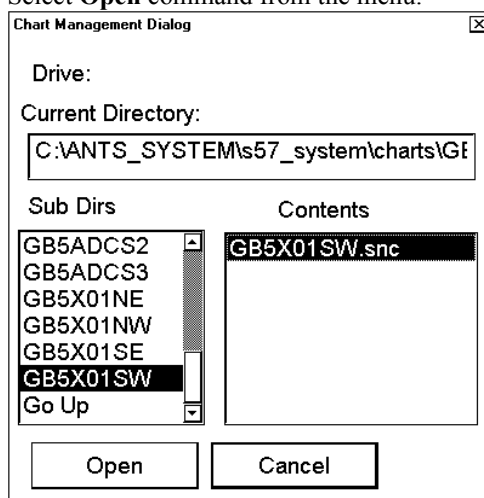 Select Open command from the menu.
Chart Management Dialog
Drive:
Current Directory:
C:\ANTS_SYSTEM\s57_system\charts\GE
Sub Dirs
Contents
GB5ADCS2
GB5ADCS3
GB5X01NE
GB5X01NW
GB5X01SE
GB5X01SW
Go Up
GB5X01SW.snc
Open
Cancel